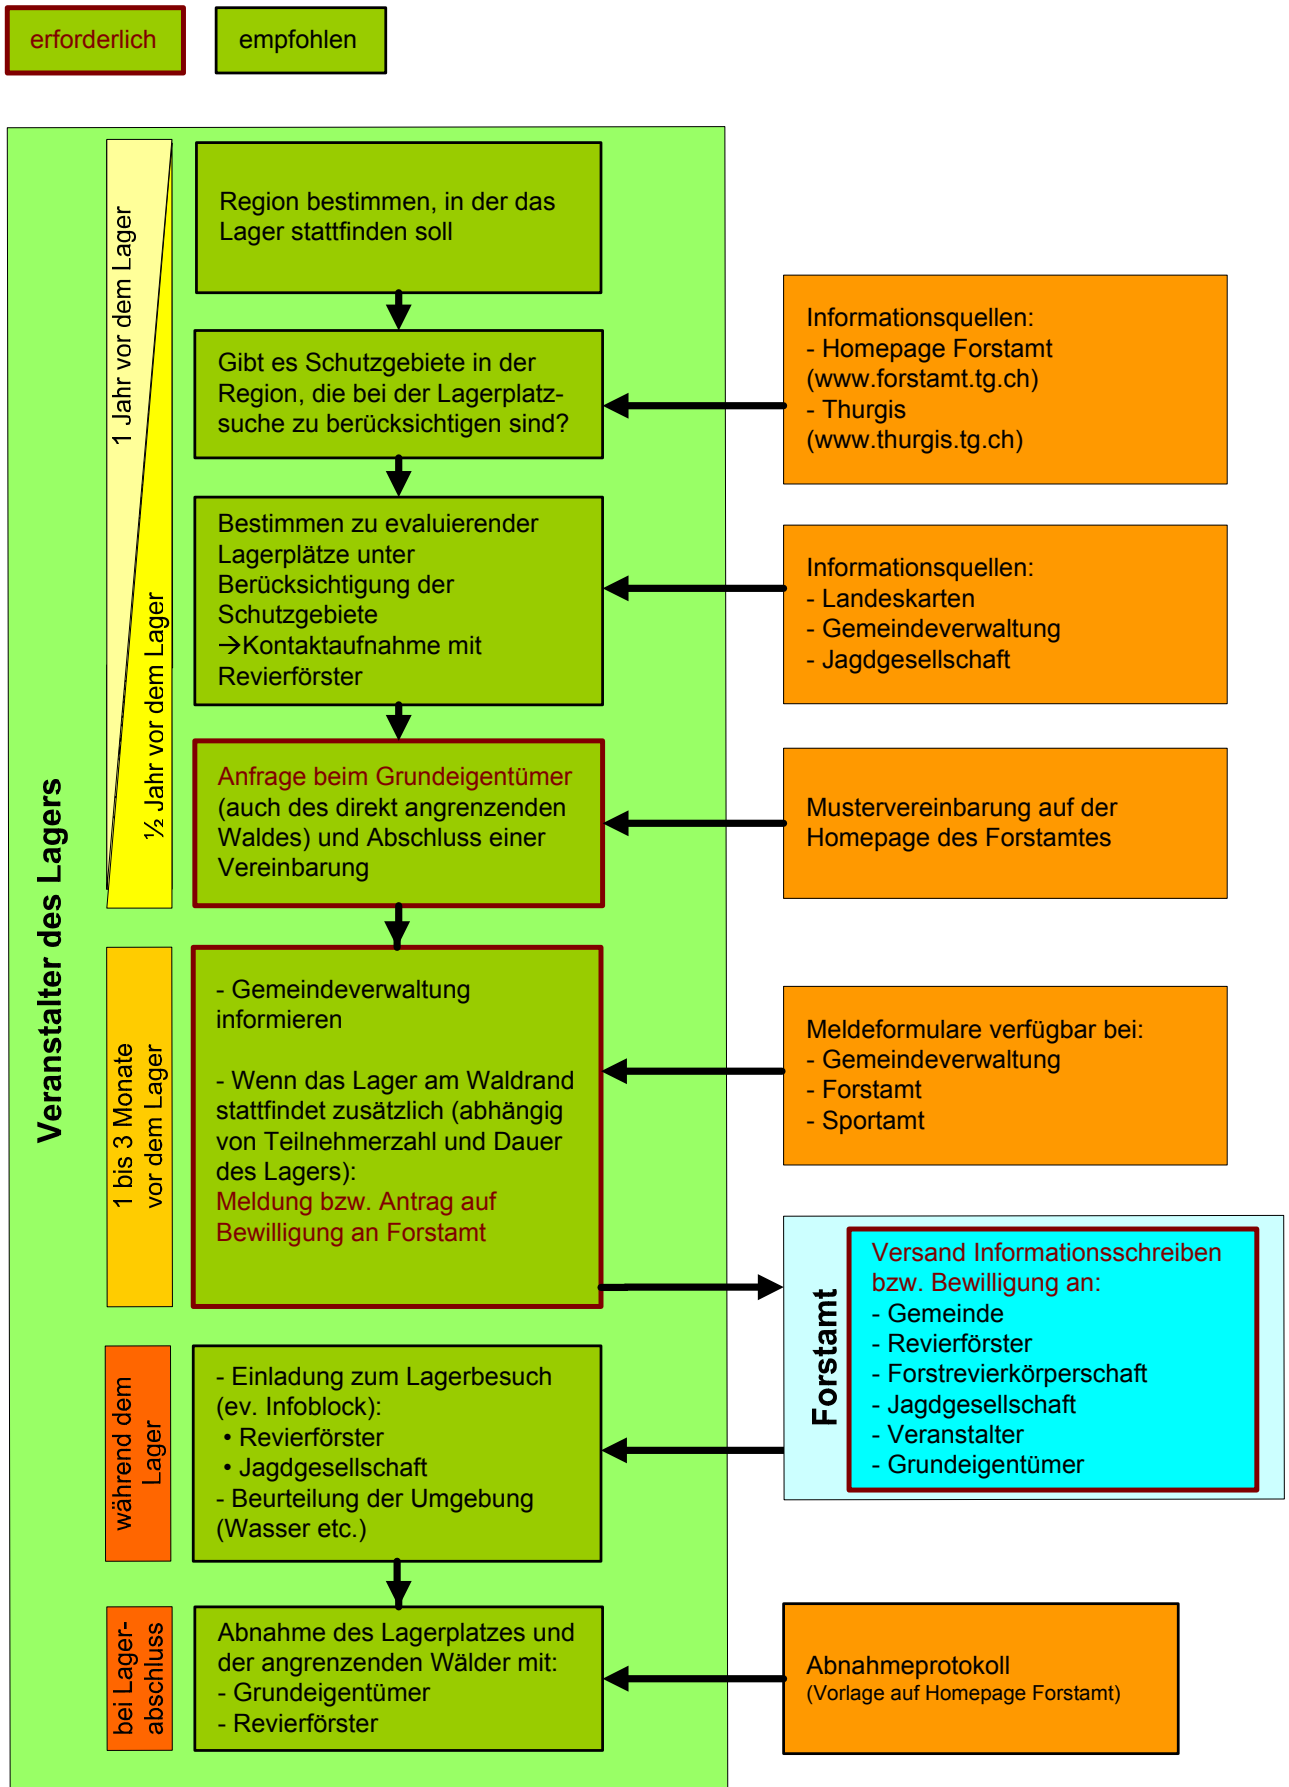 erforderlich
empfohlen
Veranstalter des Lagers
1 Jahr vor dem Lager
½ Jahr vor dem Lager
Region bestimmen, in der das
Lager stattfinden soll
Gibt es Schutzgebiete in der
Region, die bei der Lagerplatz-
suche zu berücksichtigen sind?
Informationsquellen:
- Homepage Forstamt
(www.forstamt.tg.ch)
- Thurgis
(www.thurgis.tg.ch)
Bestimmen zu evaluierender
Lagerplätze unter
Berücksichtigung der
Schutzgebiete
→Kontaktaufnahme mit
Revierförster
Informationsquellen:
- Landeskarten
- Gemeindeverwaltung
- Jagdgesellschaft
Anfrage beim Grundeigentümer
(auch des direkt angrenzenden
Waldes) und Abschluss einer
Vereinbarung
Mustervereinbarung auf der
Homepage des Forstamtes
1 bis 3 Monate
vor dem Lager
- Gemeindeverwaltung
informieren
- Wenn das Lager am Waldrand
stattfindet zusätzlich (abhängig
von Teilnehmerzahl und Dauer
des Lagers):
Meldung bzw. Antrag auf
Bewilligung an Forstamt
Meldeformulare verfügbar bei:
- Gemeindeverwaltung
- Forstamt
- Sportamt
Forstamt
Versand Informationsschreiben
bzw. Bewilligung an:
- Gemeinde
- Revierförster
- Forstrevierkörperschaft
- Jagdgesellschaft
- Veranstalter
- Grundeigentümer
während dem
Lager
- Einladung zum Lagerbesuch
(ev. Infoblock):
• Revierförster
• Jagdgesellschaft
- Beurteilung der Umgebung
(Wasser etc.)
bei Lager-
abschluss
Abnahme des Lagerplatzes und
der angrenzenden Wälder mit:
- Grundeigentümer
- Revierförster
Abnahmeprotokoll
(Vorlage auf Homepage Forstamt)